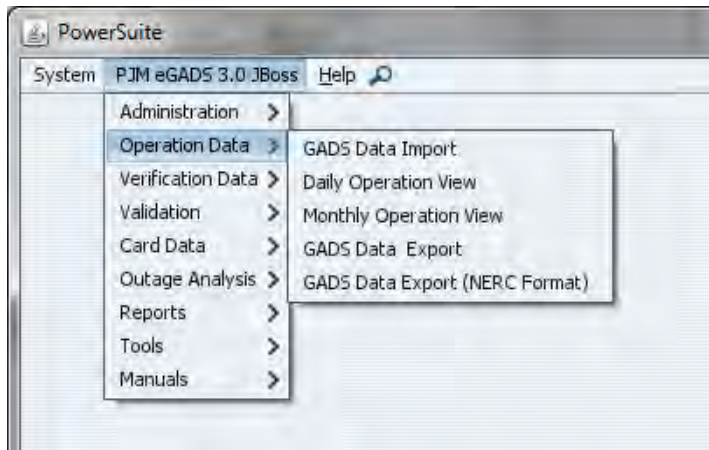 PowerSuite
System PJM eGADS 3.0 JBoss Help
Administration
Operation Data
Verification Data
Validation
Card Data
Outage Analysis
Reports
Tools
Manuals
GADS Data Import
Daily Operation View
Monthly Operation View
GADS Data Export
GADS Data Export (NERC Format)